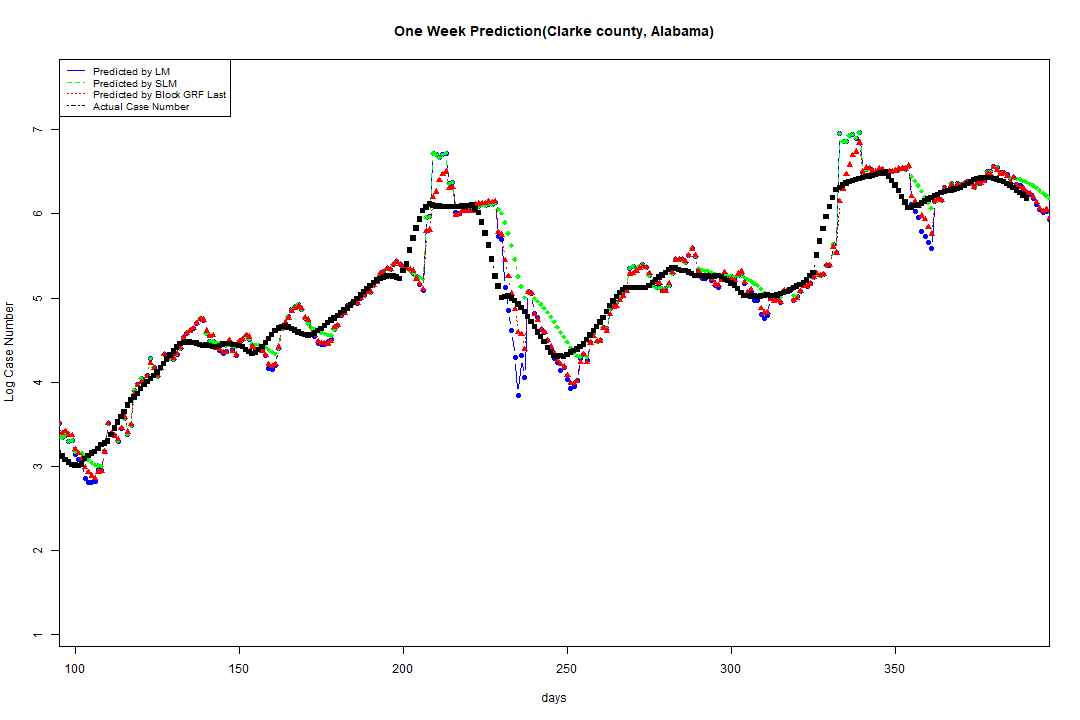 One Week Prediction(Clarke county, Alabama)
Predicted by LM
Predicted by SLM
Predicted by Block GRF Last
Actual Case Number
Log Case Number
7
6
5
4
3
2
1
100 150 200 250 300 350
days